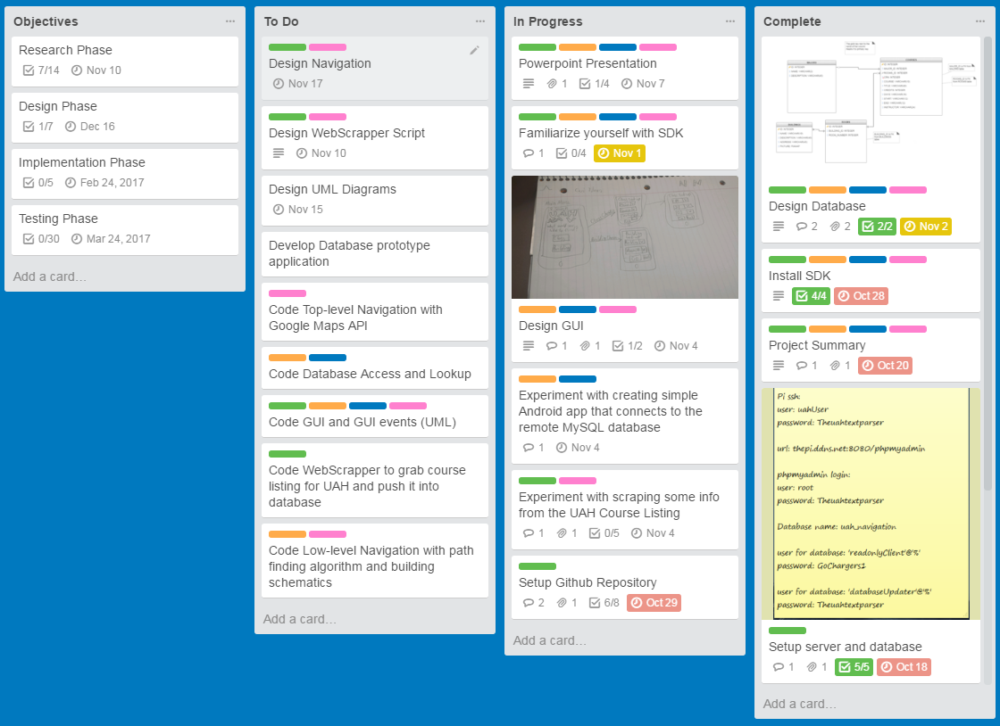 Objectives
Research Phase
7/14 Nov 10
Design Phase
1/7 Dec 16
Implementation Phase
0/5 Feb 24, 2017
Testing Phase
0/30 Mar 24, 2017
Add a card…
To Do
Design Navigation
Nov 17
Design WebScrapper Script
Nov 10
Design UML Diagrams
Nov 15
Develop Database prototype
application
Code Top-level Navigation with
Google Maps API
Code Database Access and Lookup
Code GUI and GUI events (UML)
Code WebScrapper to grab course
listing for UAH and push it into
database
Code Low-level Navigation with path
finding algorithm and building
schematics
Add a card…
In Progress
Powerpoint Presentation
1 1/4 Nov 7
Familiarize yourself with SDK
1 0/4 Nov 1
Design GUI
1 1 1/2 Nov 4
Experiment with creating simple
Android app that connects to the
remote MySQL database
1 Nov 4
Experiment with scraping some info
from the UAH Course Listing
1 1 0/5 Nov 4
Setup Github Repository
2 1 6/8 Oct 29
Add a card…
Complete
Design Database
2 2 2/2 Nov 2
Install SDK
4/4 Oct 28
Project Summary
1 1 Oct 20
Pi ssh:
user: uahUser
password: Theuahtextparser
url: thepi.ddns.net:8080/phpmyadmin
phpmyadmin login:
user: root
password: Theuahtextparser
Database name: uah_navigation
user for database: 'readonlyClient'@'%'
password: GoChargers1
user for database: 'databaseUpdater'@'%'
password: Theuahtextparser
Setup server and database
1 1 5/5 Oct 18
Add a card…